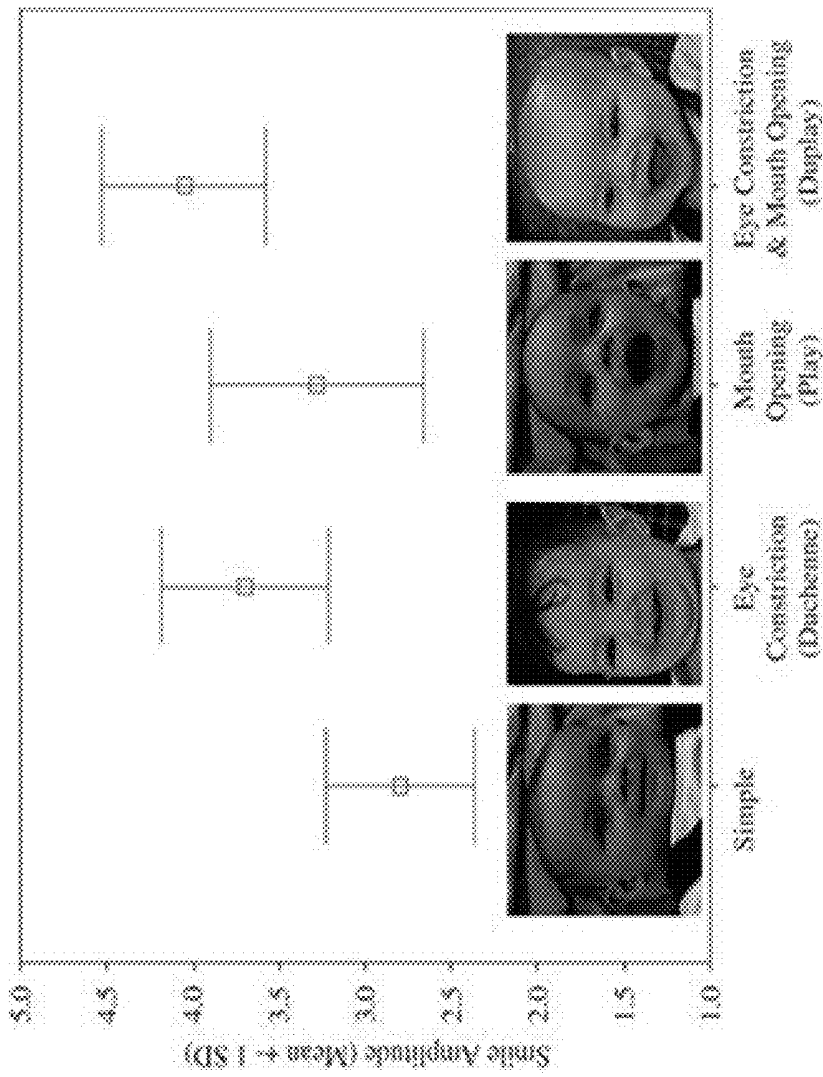 Smile Amplitude (Mean +- 1 SD)
5.0
4.5
4.0
3.5
3.0
2.5
2.0
1.5
1.0
Simple
Eye
Constriction
(Duchenne)
Mouth
Opening
(Play)
Eye Constriction
& Mouth Opening
(Duplay)